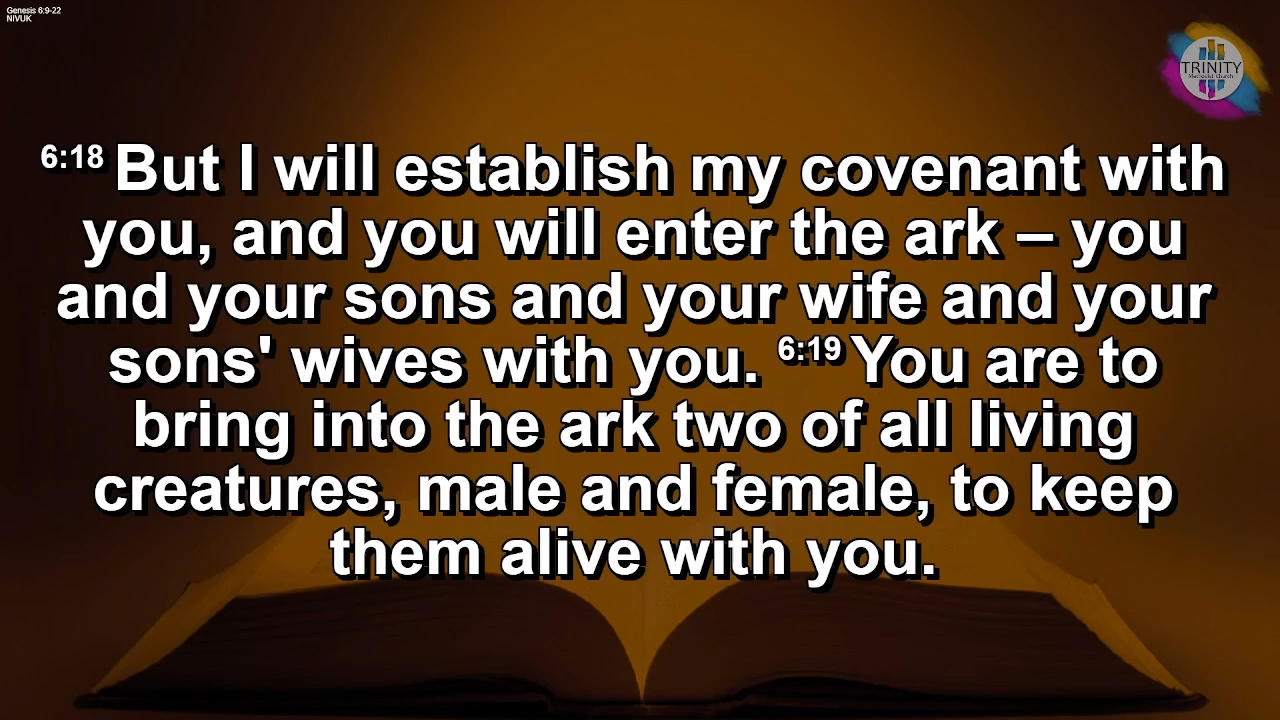 Genesis 6:9-22
NIVUK
TRINITY
Methodist Church
6:18 But I will establish my covenant with
you, and you will enter the ark – you
and your sons and your wife and your
sons' wives with you. 6:19 You are to
bring into the ark two of all living
creatures, male and female, to keep
them alive with you.